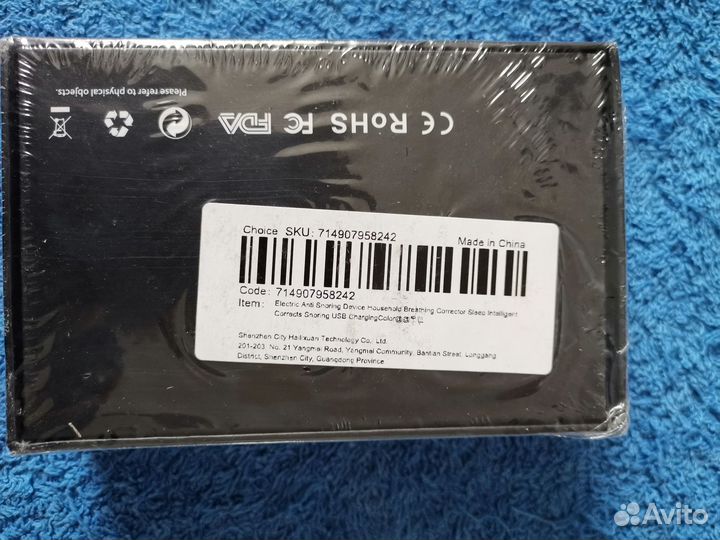 Please refer to physical objects.
CE RoHS FC FDA
Choice SKU: 714907958242
Made in China
Code: 714907958242
Item: Electric Anti Snoring Device Household Breathing Corrector Sleep Intelligent
Corrects Snoring USB ChargingColor
Shenzhen City Hailixuan Technology Co., Ltd.
201-203, No. 21 Yangmei Road, Yangmei Community, Bantian Street, Longgang
District, Shenzhen City, Guangdong Province
Avito